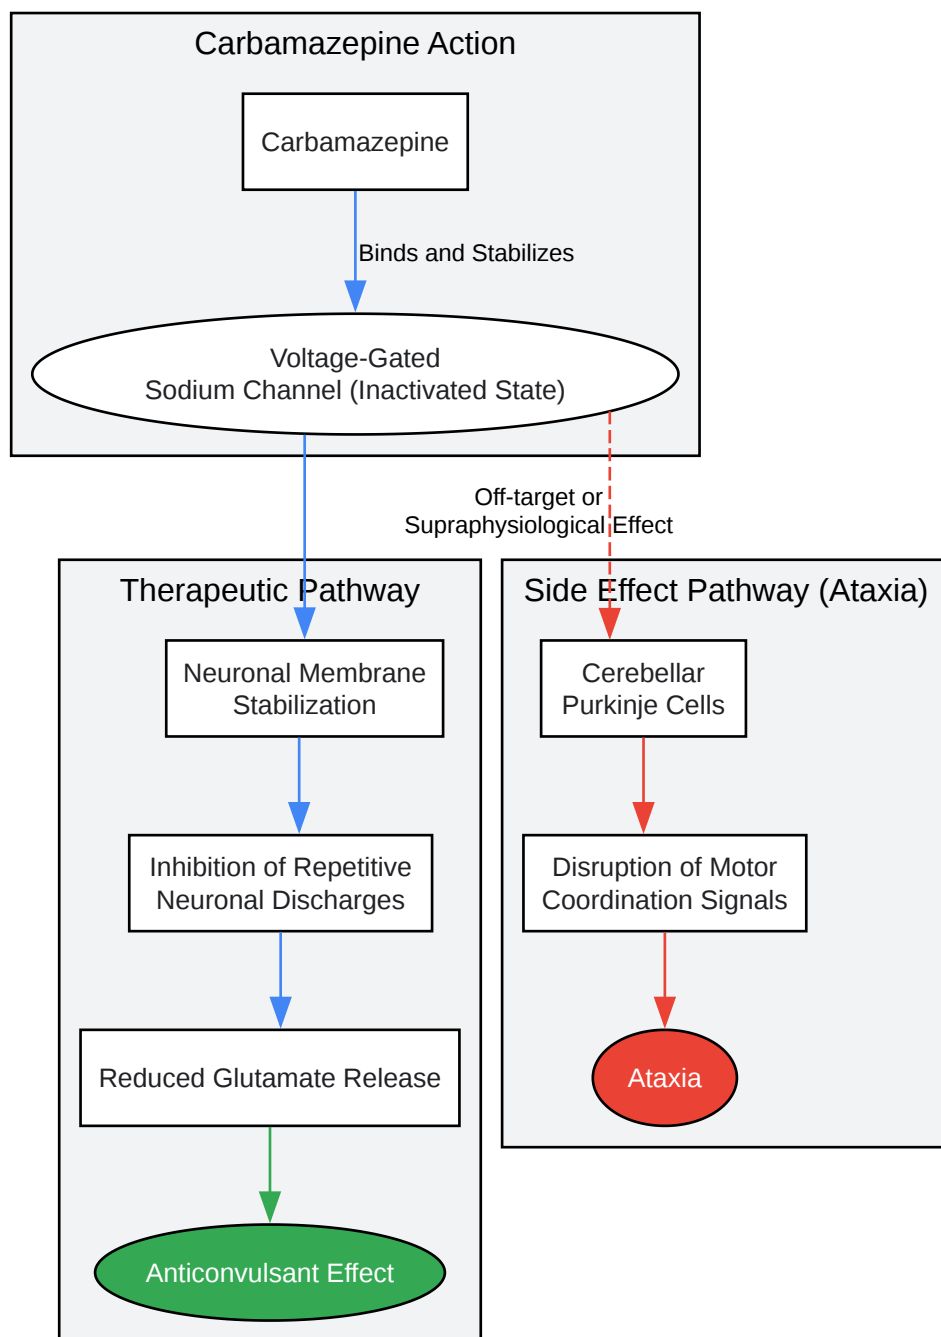 Carbamazepine Action
Carbamazepine
Binds and Stabilizes
Voltage-Gated
Sodium Channel (Inactivated State)
Off-target or
Supraphysiological Effect
Therapeutic Pathway
Neuronal Membrane
Stabilization
Inhibition of Repetitive
Neuronal Discharges
Reduced Glutamate Release
Anticonvulsant Effect
Side Effect Pathway (Ataxia)
Cerebellar
Purkinje Cells
Disruption of Motor
Coordination Signals
Ataxia